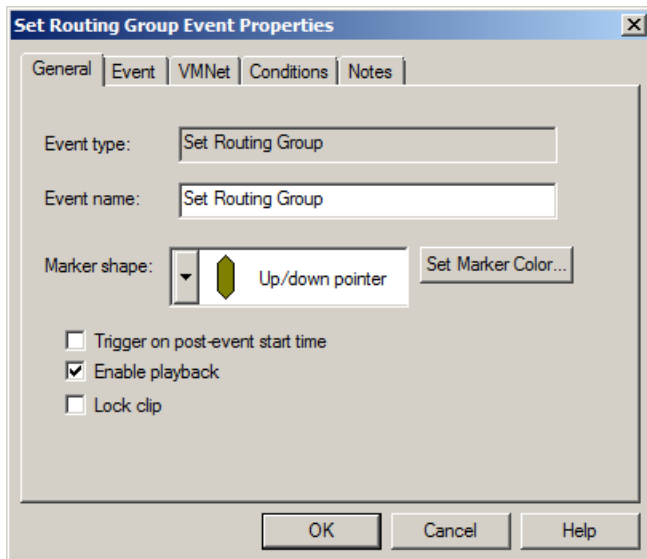 Set Routing Group Event Properties
General Event VMNet Conditions Notes
Event type: Set Routing Group
Event name: Set Routing Group
Marker shape: Up/down pointer Set Marker Color...
Trigger on post-event start time
Enable playback
Lock clip
OK Cancel Help